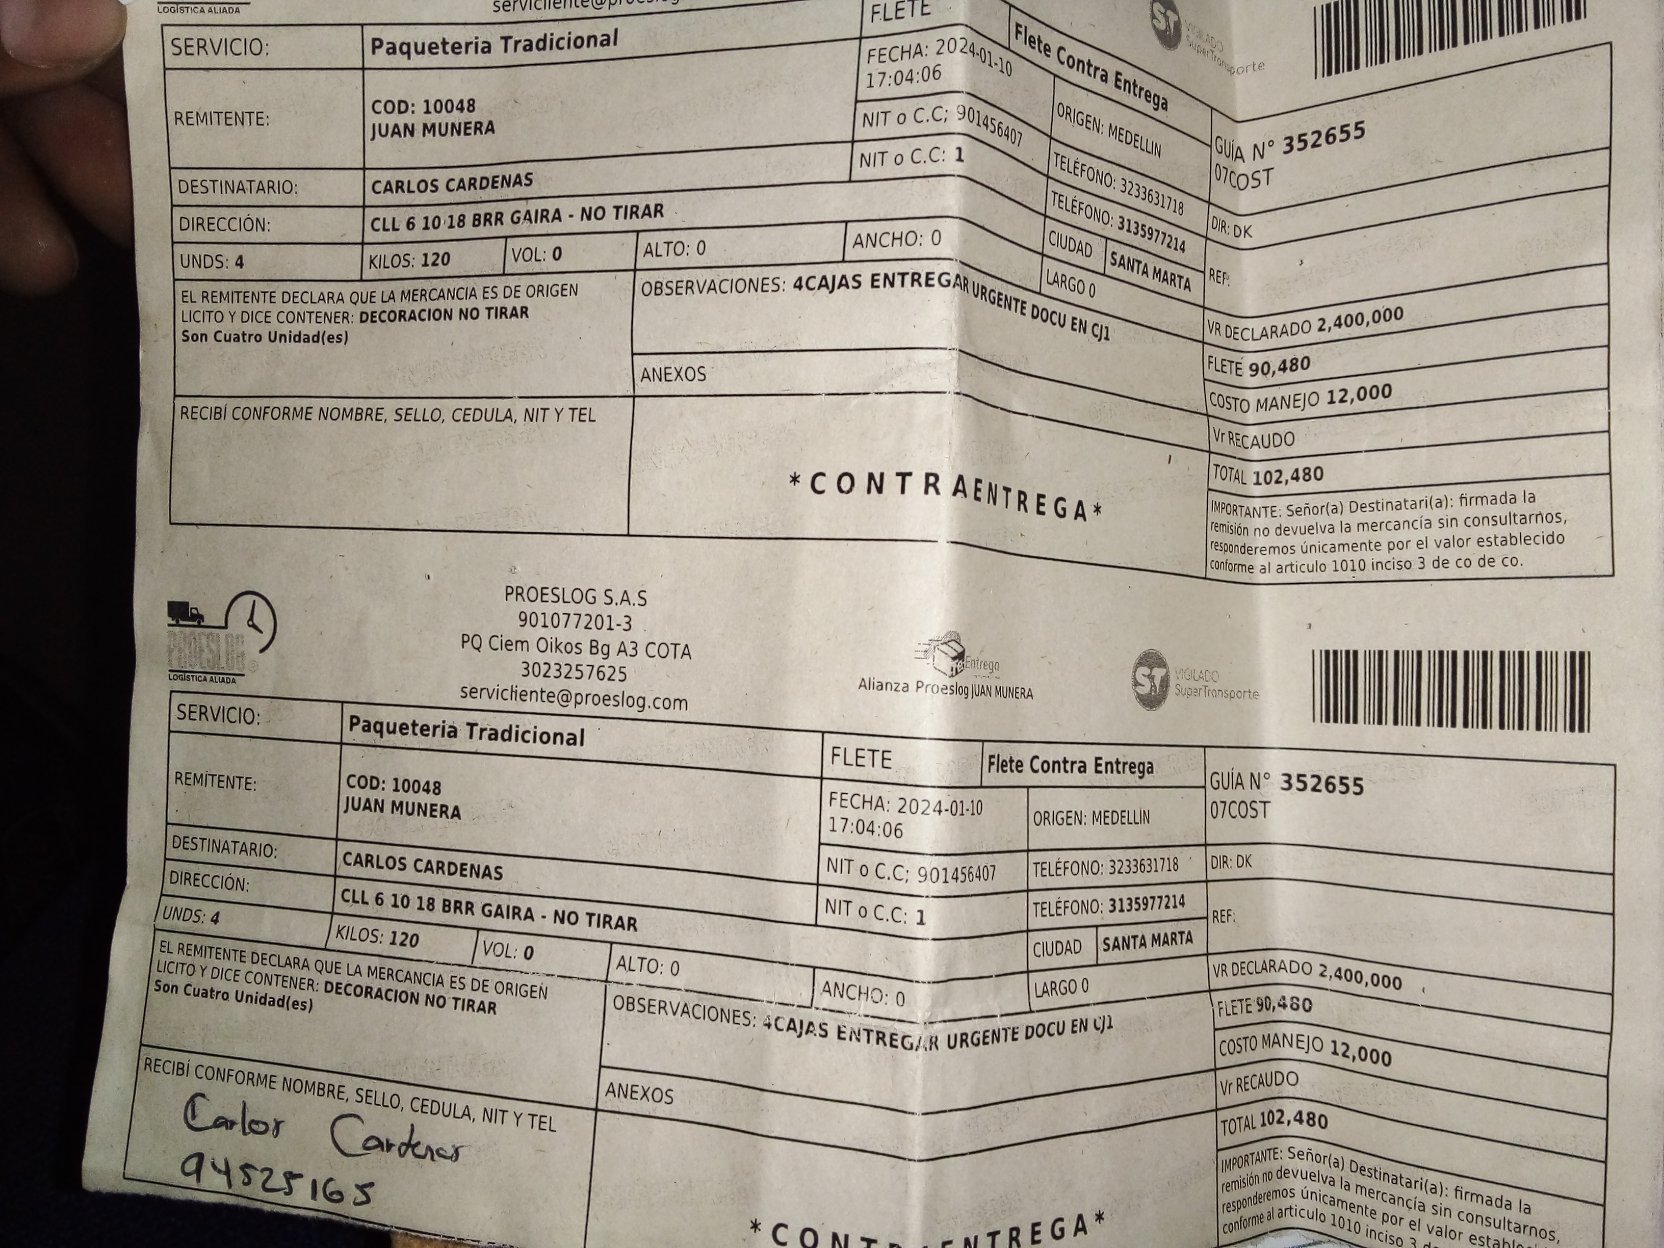 LOGÍSTICA ALIADA
servicliente@proeslog
FLETE
Flete Contra Entrega
VIGILADO
SuperTransporte
ST
SERVICIO: Paqueteria Tradicional
FECHA: 2024-01-10
17:04:06
ORIGEN: MEDELLIN
GUÍA N° 352655
07COST
REMITENTE: COD: 10048
JUAN MUNERA
NIT o C.C; 901456407
TELÉFONO: 3233631718
DIR: DK
DESTINATARIO: CARLOS CARDENAS
NIT o C.C: 1
TELÉFONO: 3135977214
REF:
DIRECCIÓN: CLL 6 10 18 BRR GAIRA - NO TIRAR
CIUDAD SANTA MARTA
UNDS: 4 KILOS: 120 VOL: 0 ALTO: 0 ANCHO: 0 LARGO 0
EL REMITENTE DECLARA QUE LA MERCANCIA ES DE ORIGEN
LICITO Y DICE CONTENER: DECORACION NO TIRAR
Son Cuatro Unidad(es)
OBSERVACIONES: 4CAJAS ENTREGAR URGENTE DOCU EN CJ1
ANEXOS
VR DECLARADO 2,400,000
FLETE 90,480
COSTO MANEJO 12,000
Vr RECAUDO
TOTAL 102,480
RECIBÍ CONFORME NOMBRE, SELLO, CEDULA, NIT Y TEL
*CONTRAENTREGA*
IMPORTANTE: Señor(a) Destinatari(a): firmada la
remisión no devuelva la mercancía sin consultarnos,
responderemos únicamente por el valor establecido
conforme al articulo 1010 inciso 3 de co de co.
PROESLOG
LOGÍSTICA ALIADA
PROESLOG S.A.S
901077201-3
PQ Ciem Oikos Bg A3 COTA
3023257625
servicliente@proeslog.com
Entrega
Alianza Proeslog JUAN MUNERA
ST
VIGILADO
SuperTransporte
SERVICIO: Paqueteria Tradicional
FLETE Flete Contra Entrega
GUÍA N° 352655
07COST
REMITENTE: COD: 10048
JUAN MUNERA
FECHA: 2024-01-10
17:04:06
ORIGEN: MEDELLIN
NIT o C.C; 901456407
TELÉFONO: 3233631718
DIR: DK
DESTINATARIO: CARLOS CARDENAS
NIT o C.C: 1
TELÉFONO: 3135977214
REF:
DIRECCIÓN: CLL 6 10 18 BRR GAIRA - NO TIRAR
CIUDAD SANTA MARTA
UNDS: 4 KILOS: 120 VOL: 0 ALTO: 0 ANCHO: 0 LARGO 0
EL REMITENTE DECLARA QUE LA MERCANCIA ES DE ORIGEN
LICITO Y DICE CONTENER: DECORACION NO TIRAR
Son Cuatro Unidad(es)
OBSERVACIONES: 4CAJAS ENTREGAR URGENTE DOCU EN CJ1
ANEXOS
VR DECLARADO 2,400,000
FLETE 90,480
COSTO MANEJO 12,000
Vr RECAUDO
TOTAL 102,480
RECIBÍ CONFORME NOMBRE, SELLO, CEDULA, NIT Y TEL
Carlos Cardenas
94525165
*CONTRAENTREGA*
IMPORTANTE: Señor(a) Destinatari(a): firmada la
remisión no devuelva la mercancía sin consultarnos,
responderemos únicamente por el valor
conforme al articulo 1010 inciso 3